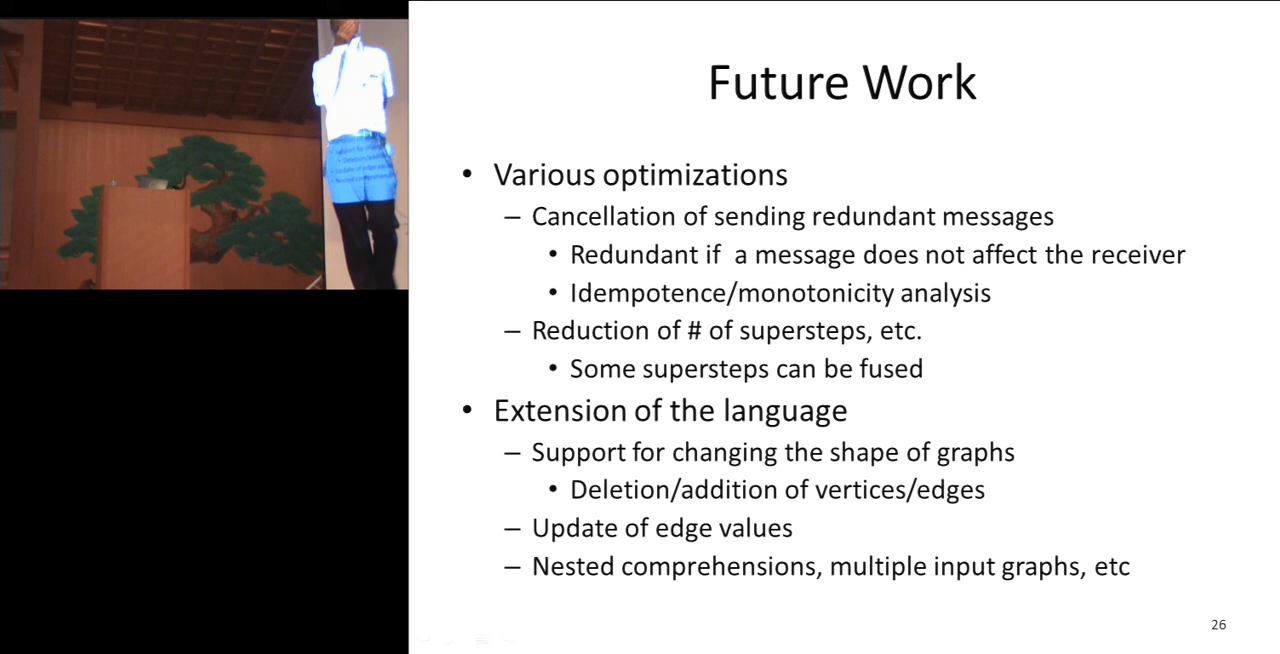 Future Work
• Various optimizations
– Cancellation of sending redundant messages
• Redundant if  a message does not affect the receiver
• Idempotence/monotonicity analysis
– Reduction of # of supersteps, etc.
• Some supersteps can be fused
• Extension of the language
– Support for changing the shape of graphs
• Deletion/addition of vertices/edges
– Update of edge values
– Nested comprehensions, multiple input graphs, etc
26